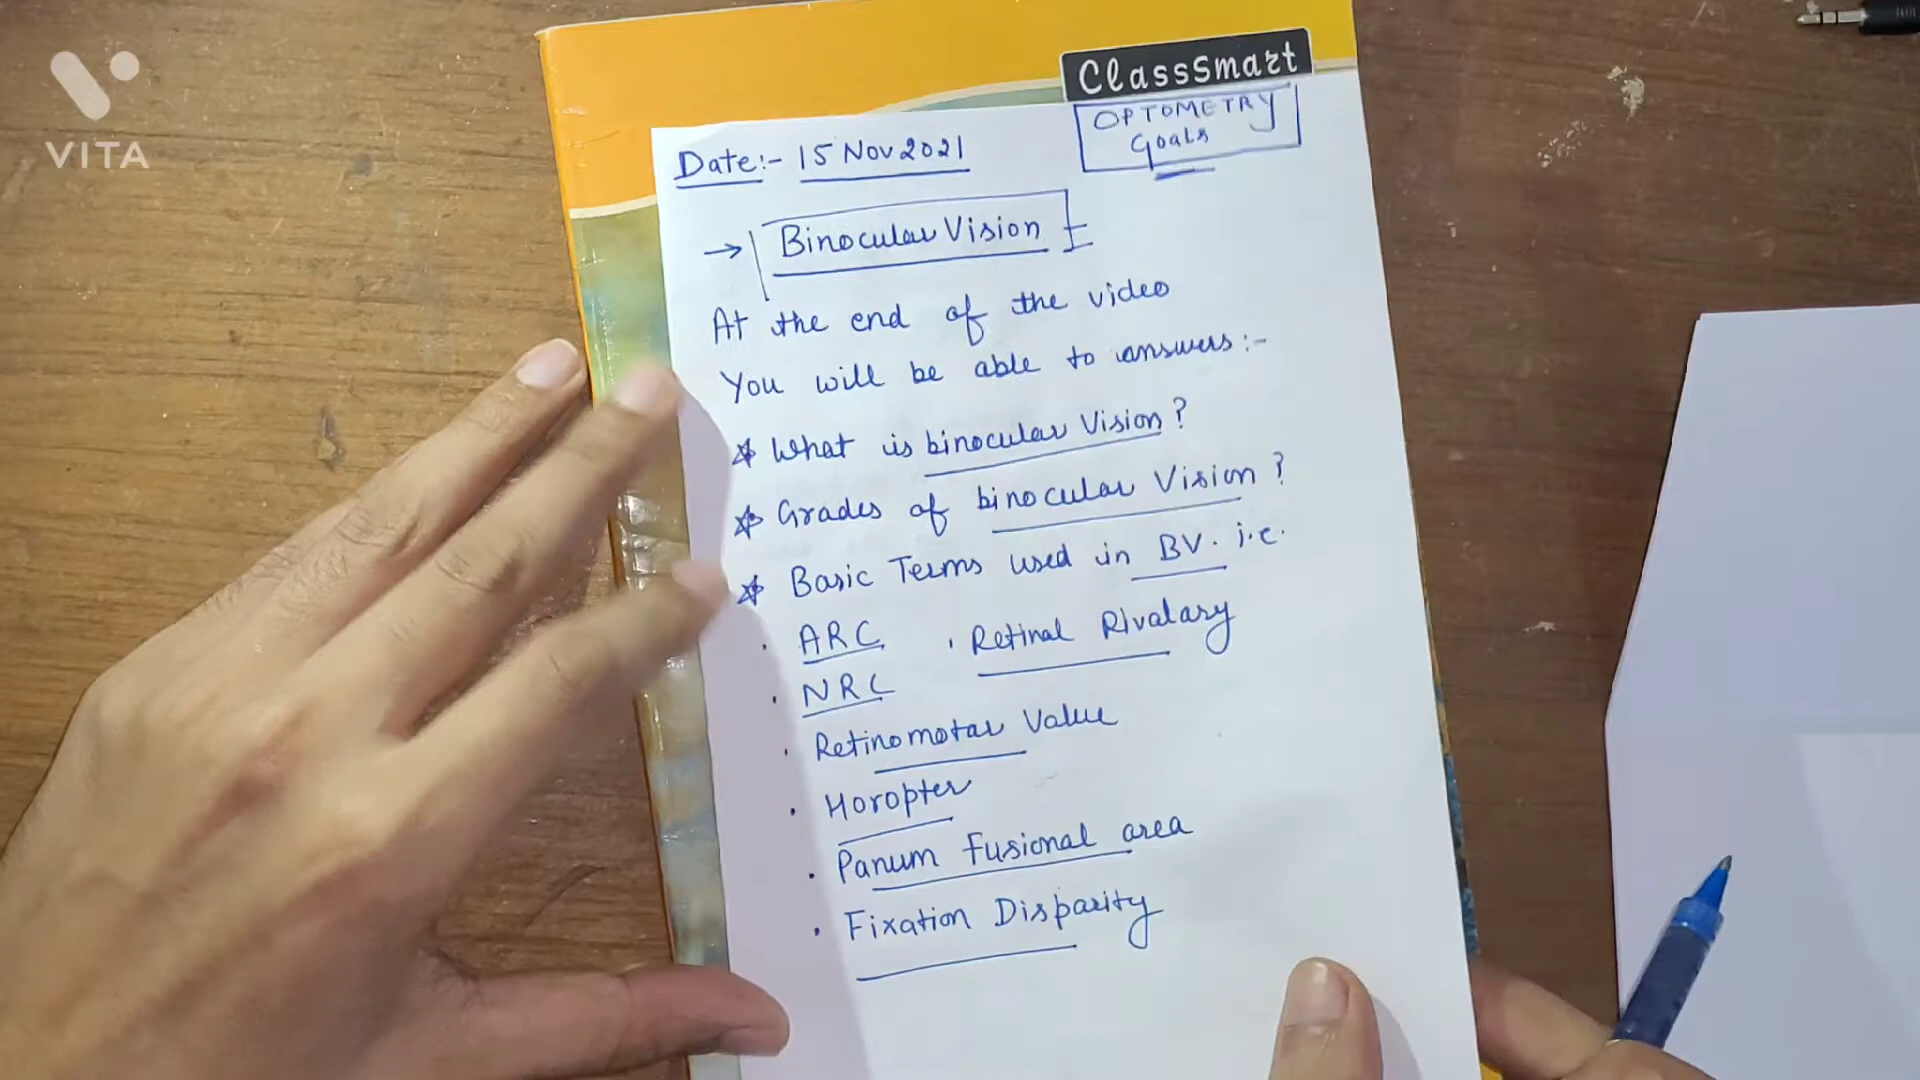 VITA
ClassSmart
OPTOMETRY
Goals
Date:- 15 Nov 2021
→ Binocular Vision
At the end of the video
You will be able to answers:-
☆ What is binocular Vision?
☆ Grades of binocular Vision?
☆ Basic Terms used in BV. i.e.
· ARC · Retinal Rivalary
· NRC
· Retinomotar Value
· Horopter
· Panum Fusional area
· Fixation Disparity